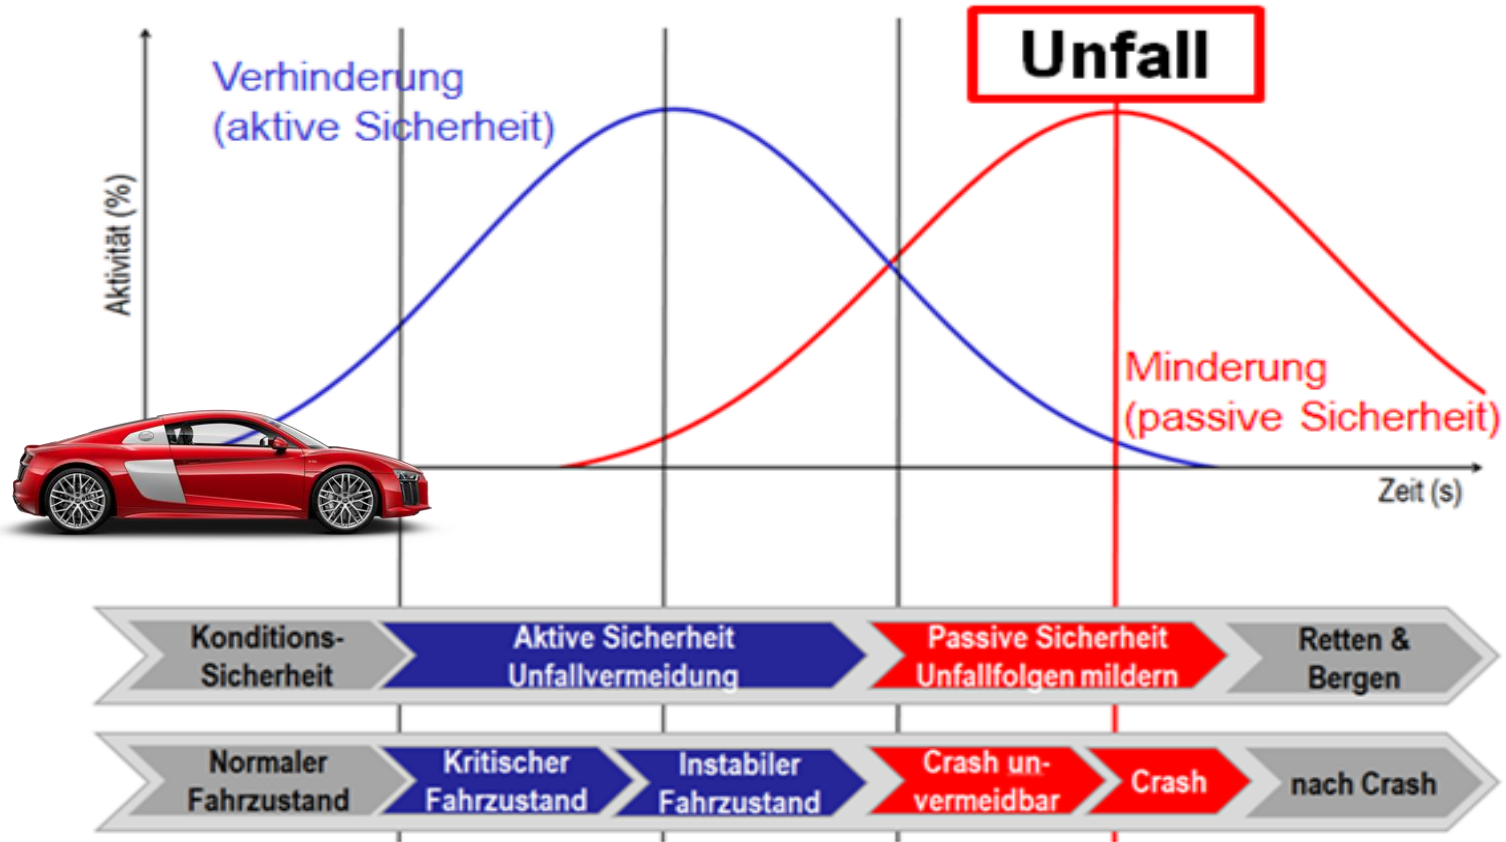 Unfall
Verhinderung
(aktive Sicherheit)
Aktivität (%)
Minderung
(passive Sicherheit)
Zeit (s)
Konditions-
Sicherheit
Aktive Sicherheit
Unfallvermeidung
Passive Sicherheit
Unfallfolgen mildern
Retten &
Bergen
Normaler
Fahrzustand
Kritischer
Fahrzustand
Instabiler
Fahrzustand
Crash un-
vermeidbar
Crash
nach Crash